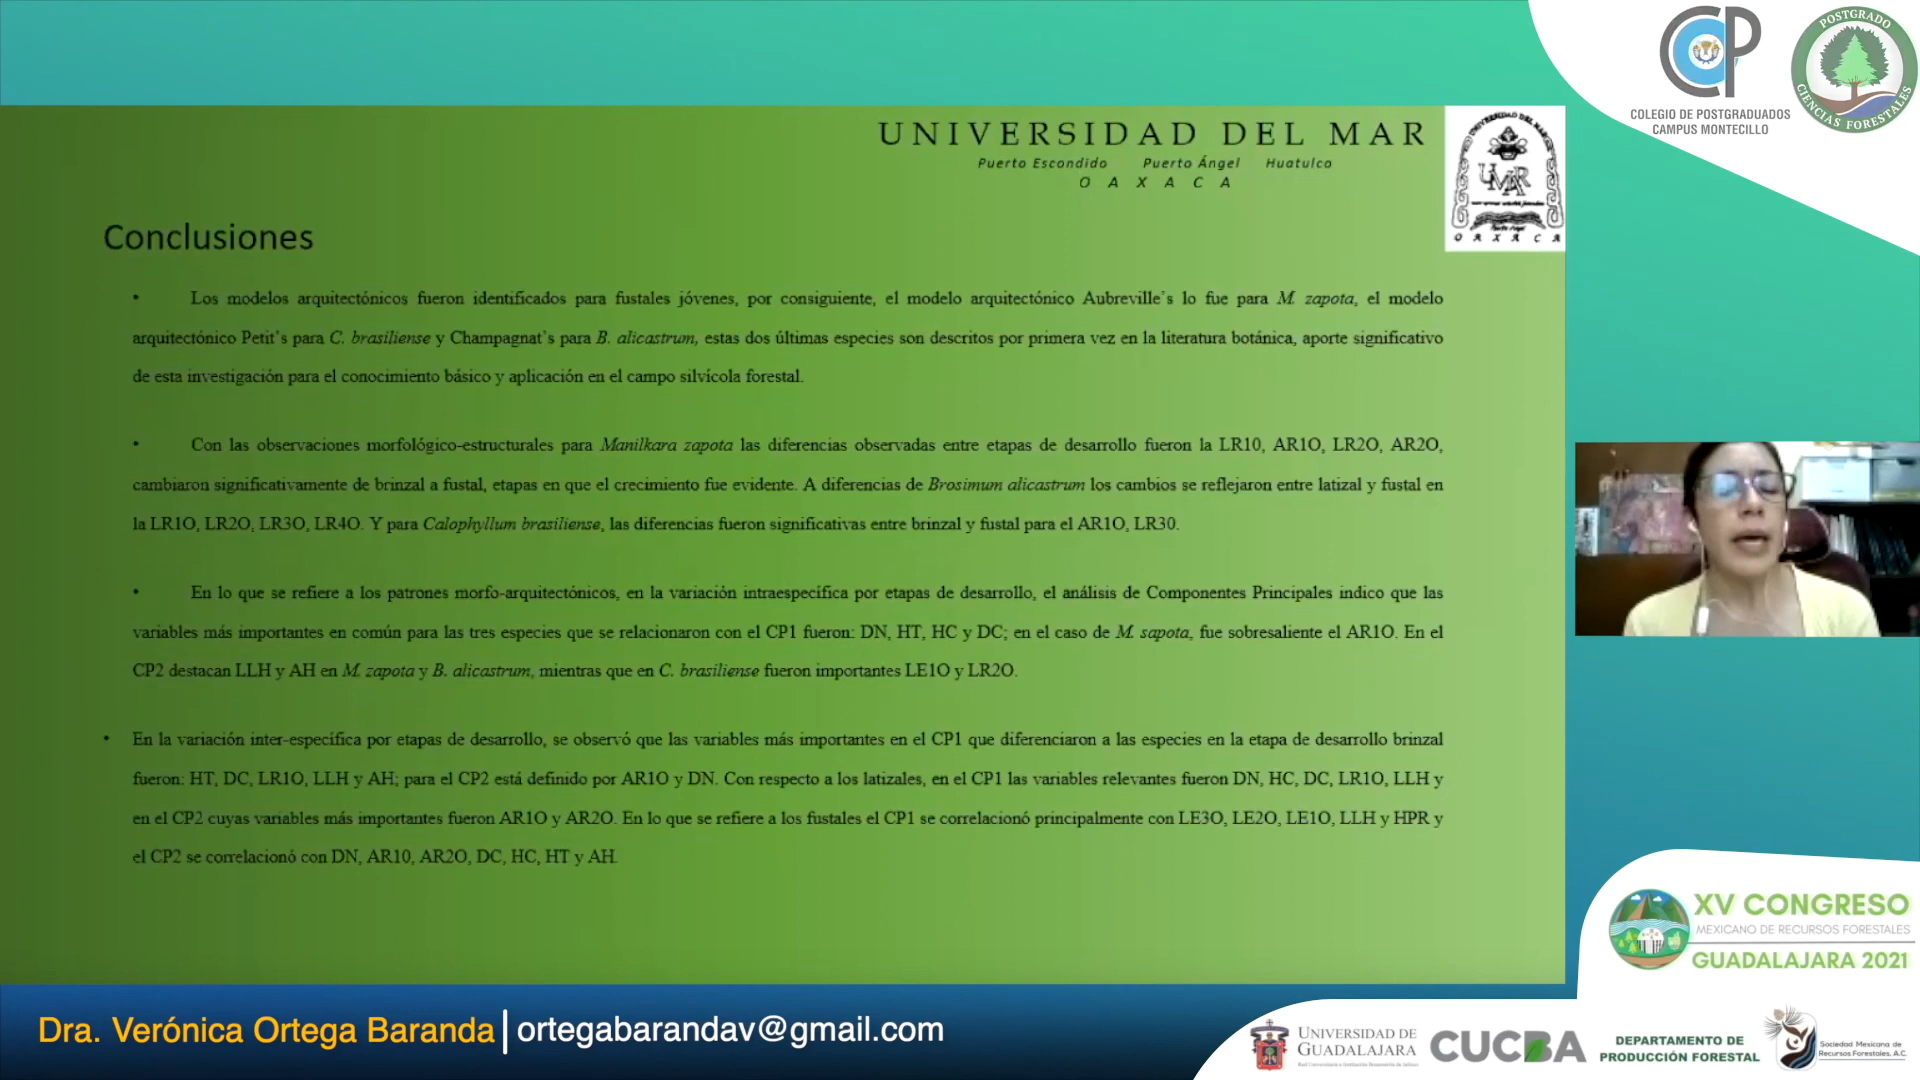 COLEGIO DE POSTGRADUADOS
CAMPUS MONTECILLO
POSTGRADO
CIENCIAS FORESTALES
UNIVERSIDAD DEL MAR
Puerto Escondido Puerto Ángel Huatulco
OAXACA
UNIVERSIDAD DEL MAR
UMAR
OAXACA
Conclusiones
• Los modelos arquitectónicos fueron identificados para fustales jóvenes, por consiguiente, el modelo arquitectónico Aubreville's lo fue para M. zapota, el modelo
arquitectónico Petit's para C. brasiliense y Champagnat's para B. alicastrum, estas dos últimas especies son descritos por primera vez en la literatura botánica, aporte significativo
de esta investigación para el conocimiento básico y aplicación en el campo silvícola forestal.
• Con las observaciones morfológico-estructurales para Manilkara zapota las diferencias observadas entre etapas de desarrollo fueron la LR10, AR1O, LR2O, AR2O,
cambiaron significativamente de brinzal a fustal, etapas en que el crecimiento fue evidente. A diferencias de Brosimum alicastrum los cambios se reflejaron entre latizal y fustal en
la LR1O, LR2O, LR3O, LR4O. Y para Calophyllum brasiliense, las diferencias fueron significativas entre brinzal y fustal para el AR1O, LR30.
• En lo que se refiere a los patrones morfo-arquitectónicos, en la variación intraespecífica por etapas de desarrollo, el análisis de Componentes Principales indico que las
variables más importantes en común para las tres especies que se relacionaron con el CP1 fueron: DN, HT, HC y DC; en el caso de M. sapota, fue sobresaliente el AR1O. En el
CP2 destacan LLH y AH en M. zapota y B. alicastrum, mientras que en C. brasiliense fueron importantes LE1O y LR2O.
• En la variación inter-específica por etapas de desarrollo, se observó que las variables más importantes en el CP1 que diferenciaron a las especies en la etapa de desarrollo brinzal
fueron: HT, DC, LR1O, LLH y AH; para el CP2 está definido por AR1O y DN. Con respecto a los latizales, en el CP1 las variables relevantes fueron DN, HC, DC, LR1O, LLH y
en el CP2 cuyas variables más importantes fueron AR1O y AR2O. En lo que se refiere a los fustales el CP1 se correlacionó principalmente con LE3O, LE2O, LE1O, LLH y HPR y
el CP2 se correlacionó con DN, AR10, AR2O, DC, HC, HT y AH.
XV CONGRESO
MEXICANO DE RECURSOS FORESTALES
GUADALAJARA 2021
Dra. Verónica Ortega Baranda | ortegabarandav@gmail.com
UNIVERSIDAD DE
GUADALAJARA
CUCBA
DEPARTAMENTO DE
PRODUCCIÓN FORESTAL
Sociedad Mexicana de
Recursos Forestales, A.C.